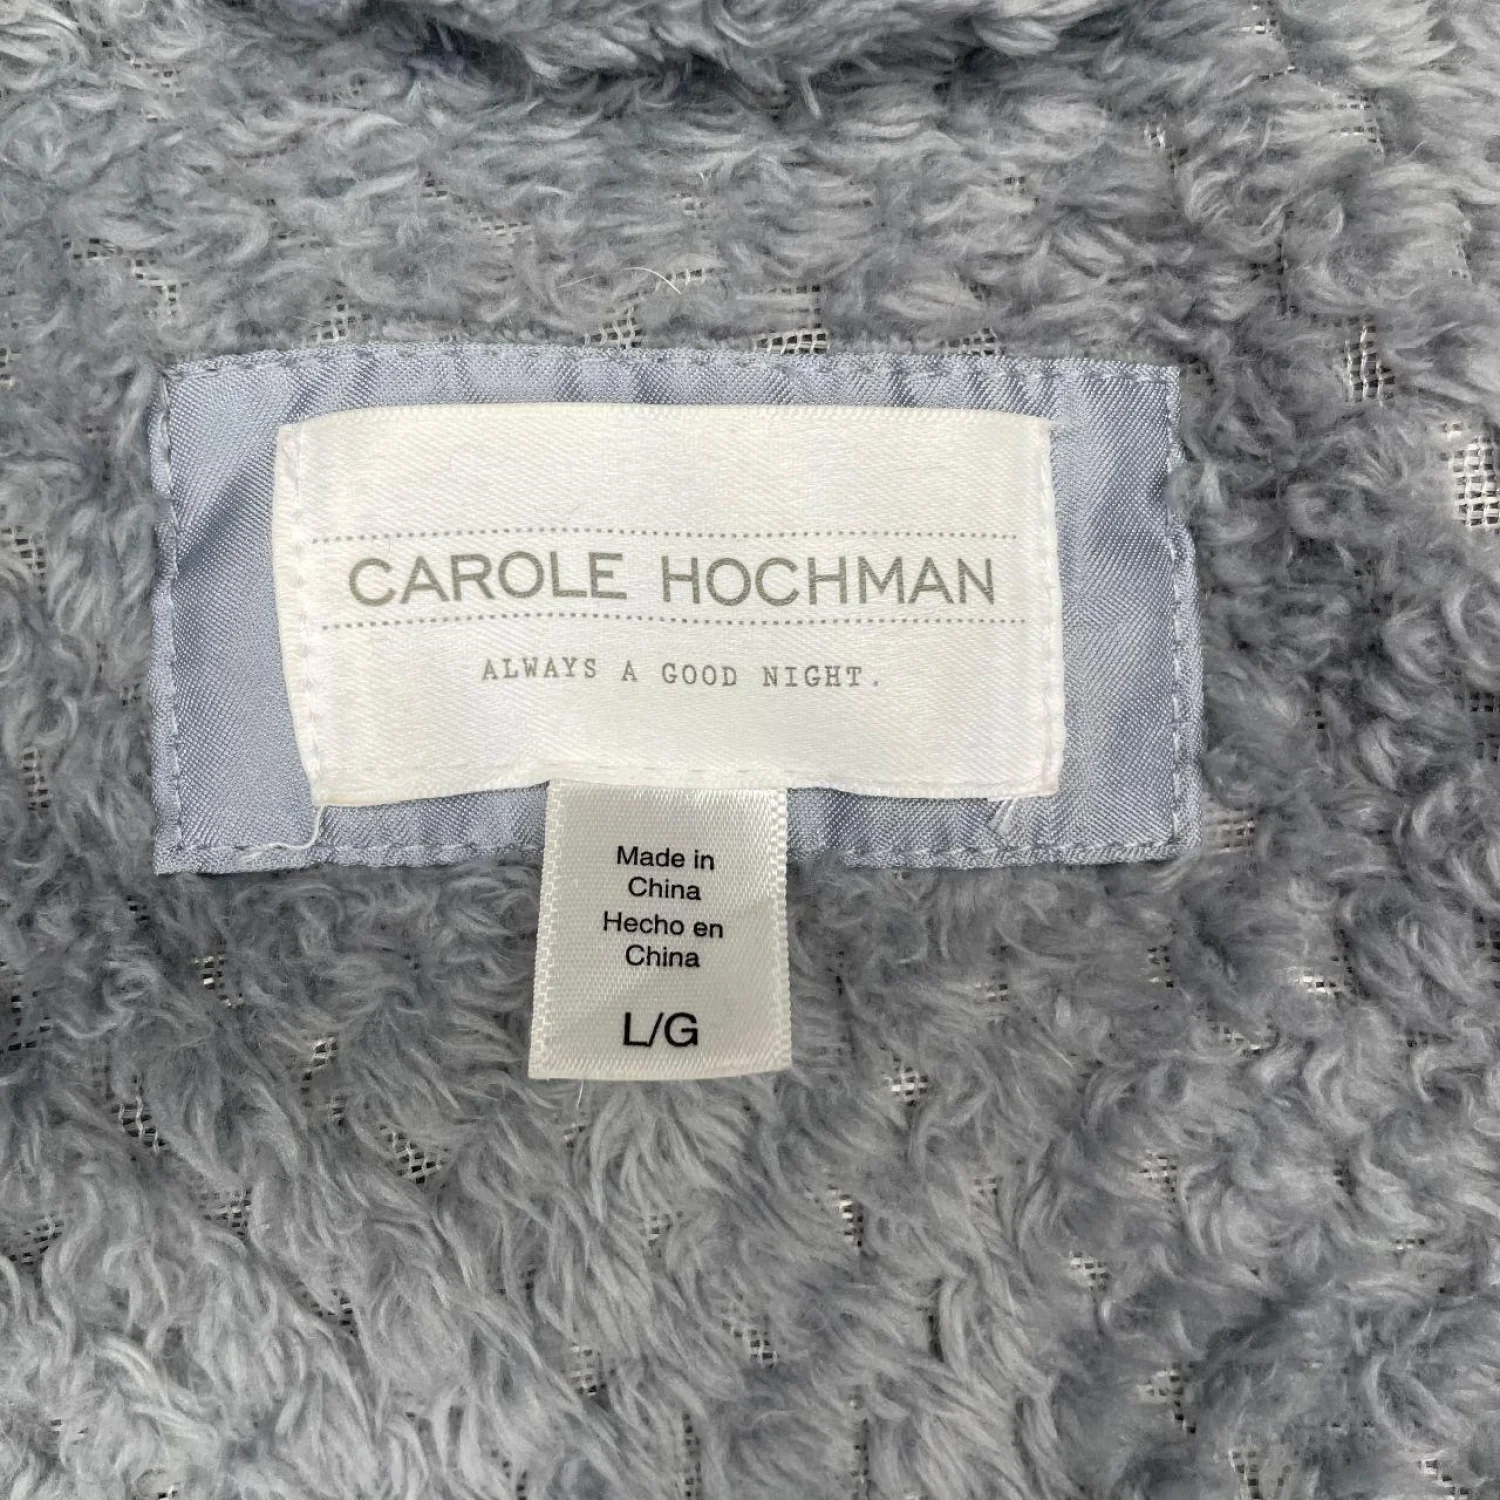 CAROLE HOCHMAN
ALWAYS A GOOD NIGHT.
Made in
China
Hecho en
China
L/G